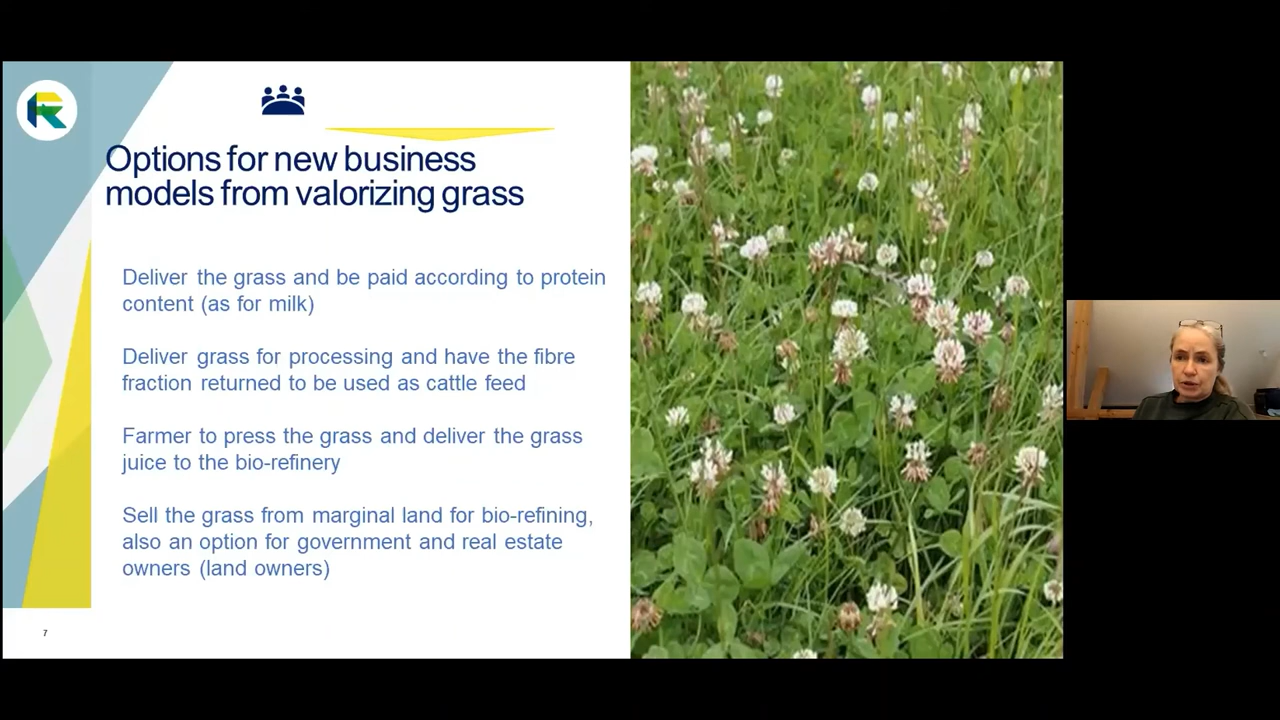 Options for new business
models from valorizing grass
Deliver the grass and be paid according to protein
content (as for milk)
Deliver grass for processing and have the fibre
fraction returned to be used as cattle feed
Farmer to press the grass and deliver the grass
juice to the bio-refinery
Sell the grass from marginal land for bio-refining,
also an option for government and real estate
owners (land owners)
7